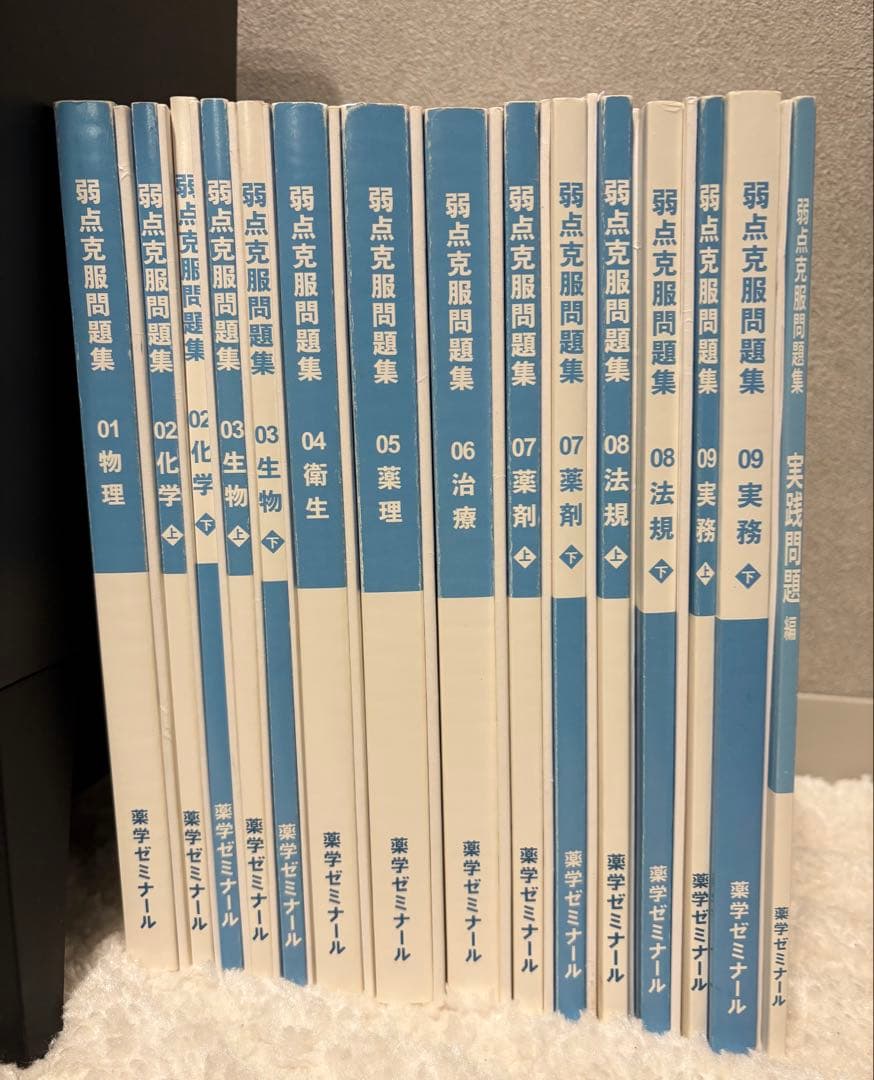 弱点克服問題集 01 物理 薬学ゼミナール
弱点克服問題集 02 化学 上 薬学ゼミナール
弱点克服問題集 02 化学 下 薬学ゼミナール
弱点克服問題集 03 生物 上 薬学ゼミナール
弱点克服問題集 03 生物 下 薬学ゼミナール
弱点克服問題集 04 衛生 薬学ゼミナール
弱点克服問題集 05 薬理 薬学ゼミナール
弱点克服問題集 06 治療 薬学ゼミナール
弱点克服問題集 07 薬剤 上 薬学ゼミナール
弱点克服問題集 07 薬剤 下 薬学ゼミナール
弱点克服問題集 08 法規 上 薬学ゼミナール
弱点克服問題集 08 法規 下 薬学ゼミナール
弱点克服問題集 09 実務 上 薬学ゼミナール
弱点克服問題集 09 実務 下 薬学ゼミナール
弱点克服問題集 実践問題 編 薬学ゼミナール